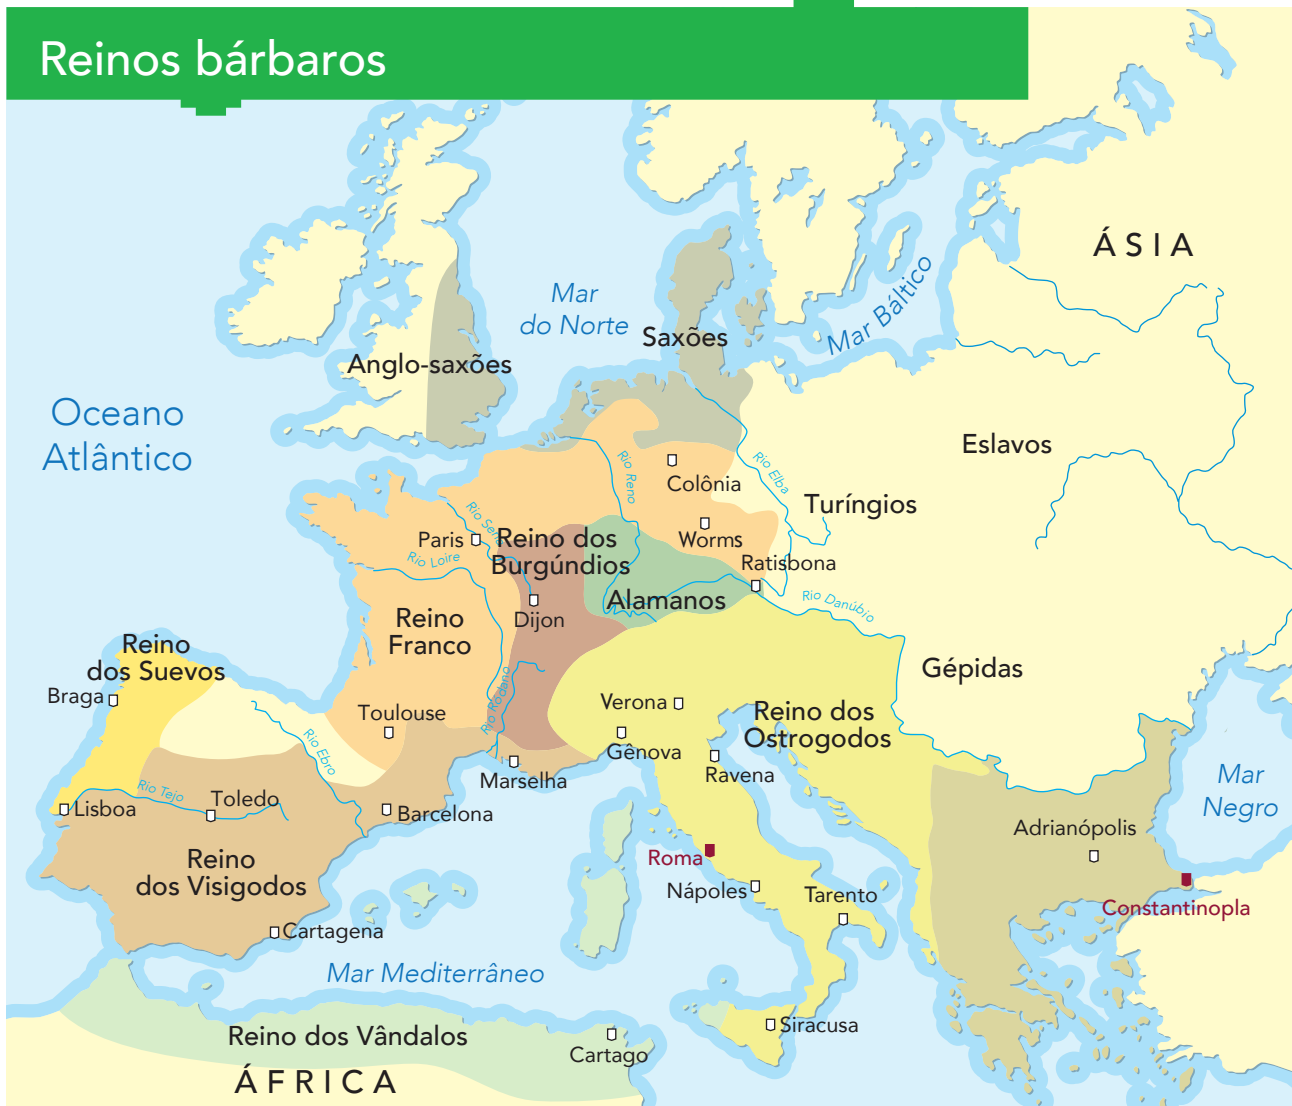 Reinos bárbaros
ÁSIA
Mar
do Norte
Mar Báltico
Saxões
Anglo-saxões
Oceano
Atlântico
Eslavos
Rio Reno
Rio Elba
Colônia
Turíngios
Rio Sena
Paris
Reino dos
Burgúndios
Worms
Rio Loire
Ratisbona
Alamanos
Rio Danúbio
Dijon
Reino
Franco
Reino
dos Suevos
Gépidas
Braga
Rio Ródano
Verona
Toulouse
Reino dos
Ostrogodos
Rio Ebro
Gênova
Ravena
Marselha
Mar
Negro
Rio Tejo
Toledo
Lisboa
Barcelona
Adrianópolis
Reino
dos Visigodos
Roma
Nápoles
Tarento
Constantinopla
Cartagena
Mar Mediterrâneo
Siracusa
Reino dos Vândalos
Cartago
ÁFRICA